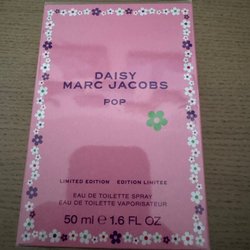 DAISY
MARC JACOBS
POP
LIMITED EDITION EDITION LIMITEE
EAU DE TOILETTE SPRAY
EAU DE TOILETTE VAPORISATEUR
50 ml ℮ 1.6 FL OZ